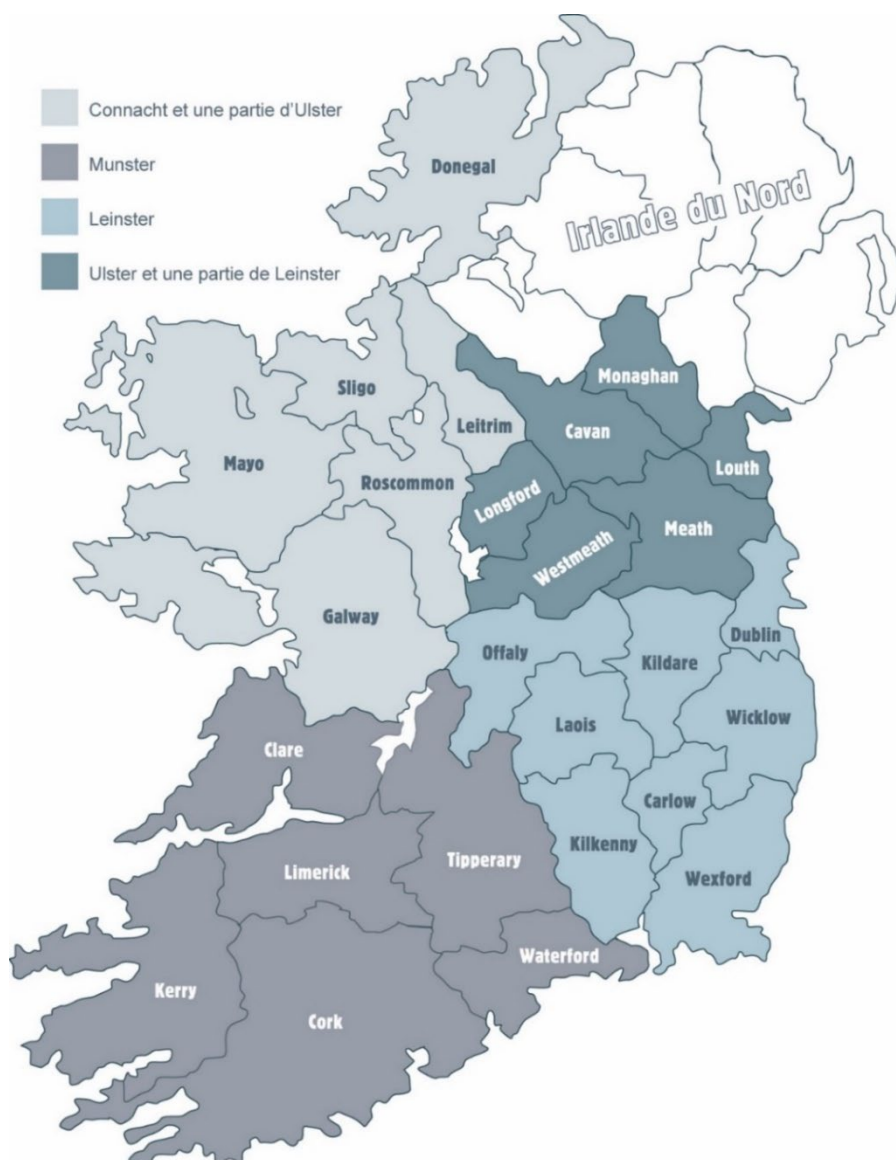 Connacht et une partie d'Ulster
Munster
Leinster
Ulster et une partie de Leinster
Donegal
Irlande du Nord
Monaghan
Sligo
Leitrim
Cavan
Mayo
Roscommon
Longford
Louth
Meath
Westmeath
Galway
Offaly
Dublin
Kildare
Laois
Wicklow
Clare
Carlow
Kilkenny
Tipperary
Limerick
Wexford
Waterford
Kerry
Cork